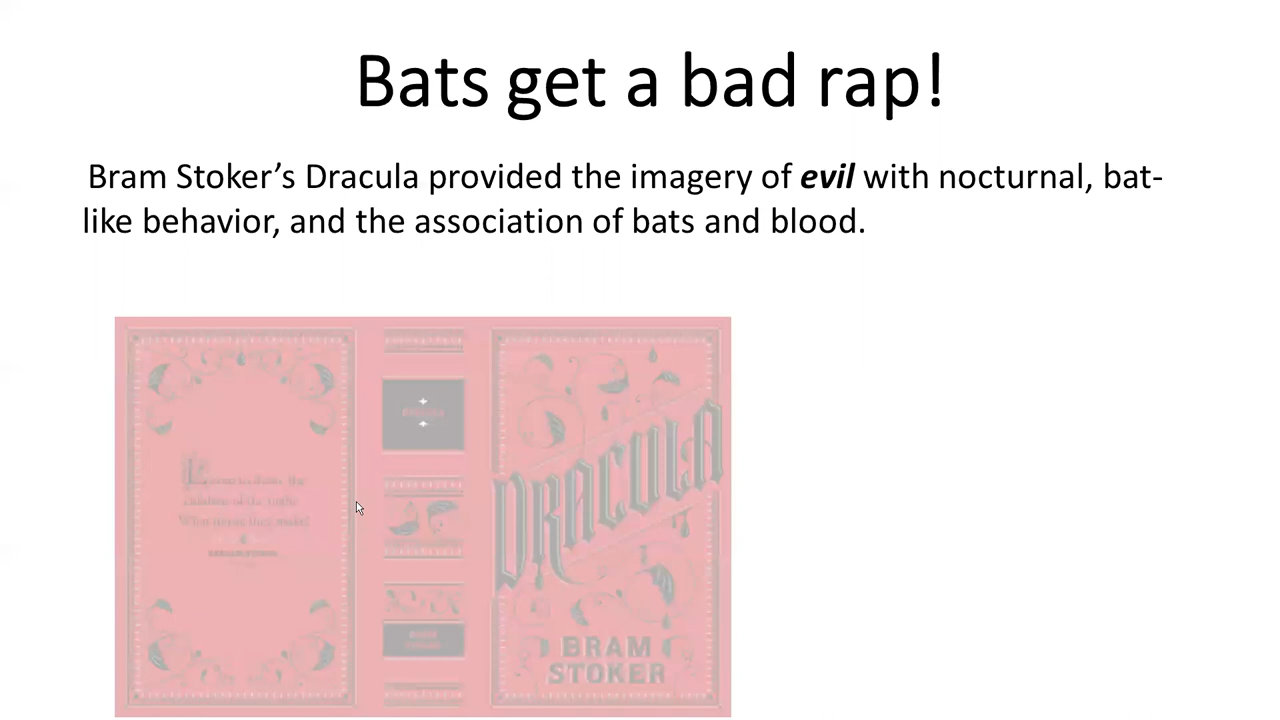 Bats get a bad rap!
Bram Stoker’s Dracula provided the imagery of evil with nocturnal, bat-
like behavior, and the association of bats and blood.
DRACULA
BRAM
STOKER